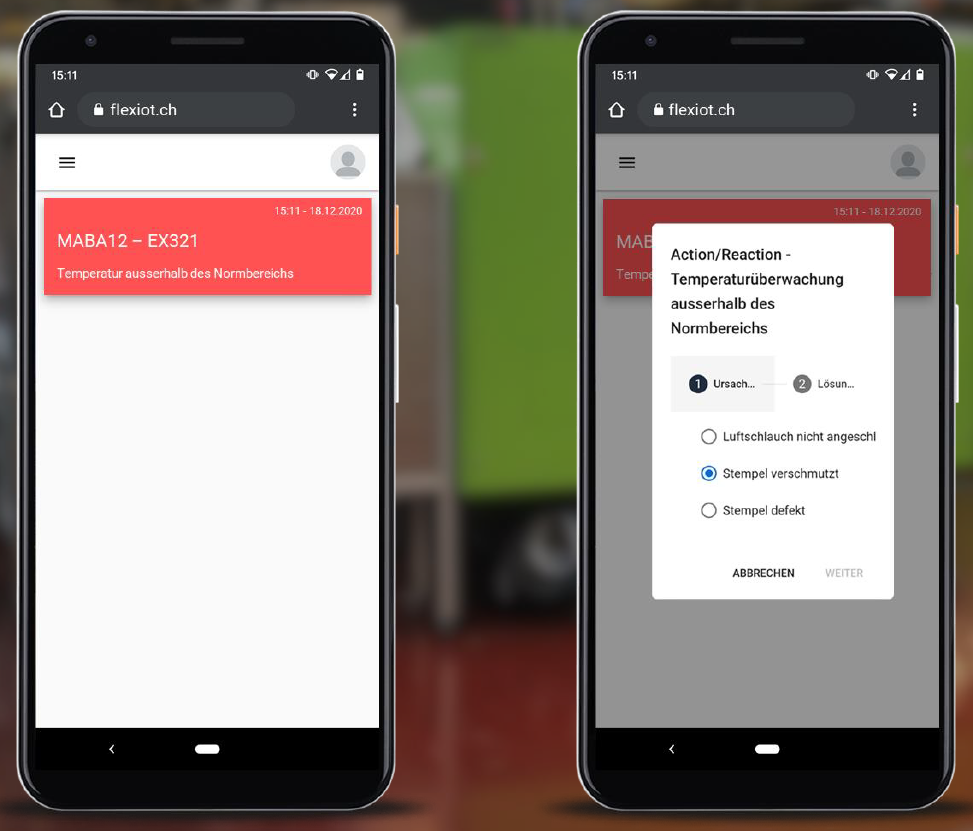 15:11
flexiot.ch
15:11 - 18.12.2020
MABA12 – EX321
Temperatur ausserhalb des Normbereichs
15:11
flexiot.ch
15:11 - 18.12.2020
MAB
Tempe
Action/Reaction -
Temperaturüberwachung
ausserhalb des
Normbereichs
1 Ursach... 2 Lösun...
Luftschlauch nicht angeschl
Stempel verschmutzt
Stempel defekt
ABBRECHEN WEITER